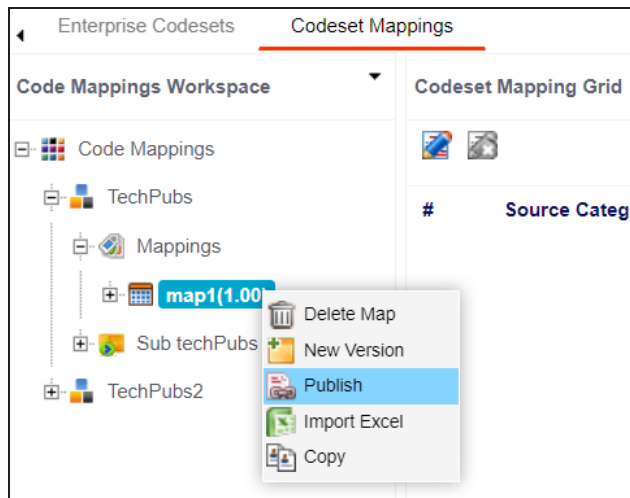 Enterprise Codesets Codeset Mappings
Code Mappings Workspace Codeset Mapping Grid
Code Mappings
TechPubs
# Source Categ
Mappings
map1(1.00)
Delete Map
Sub techPubs
New Version
TechPubs2
Publish
Import Excel
Copy